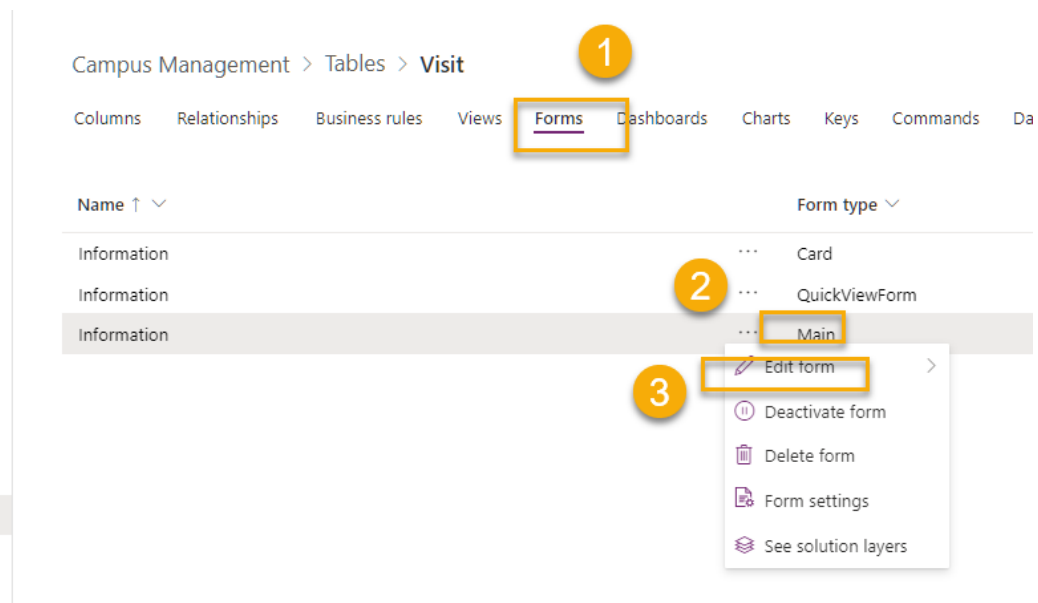 1
Campus Management > Tables > Visit
Columns Relationships Business rules Views Forms Dashboards Charts Keys Commands Da
Name ↑ Form type
Information ··· Card
2
Information ··· QuickViewForm
Information ··· Main
3
Edit form >
Deactivate form
Delete form
Form settings
See solution layers